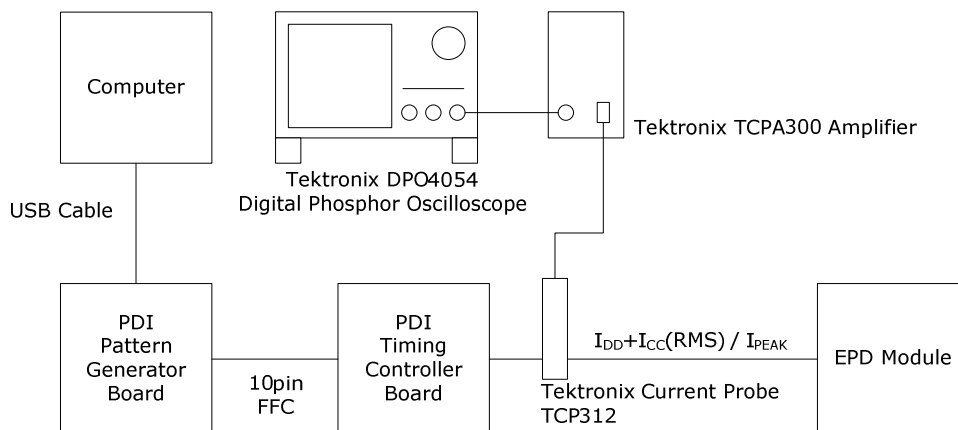 Computer
Tektronix TCPA300 Amplifier
Tektronix DPO4054
Digital Phosphor Oscilloscope
USB Cable
PDI
Pattern
Generator
Board
10pin
FFC
PDI
Timing
Controller
Board
IDD+ICC(RMS) / IPEAK
Tektronix Current Probe
TCP312
EPD Module